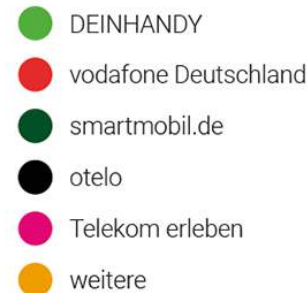 DEINHANDY
vodafone Deutschland
smartmobil.de
otelo
Telekom erleben
weitere